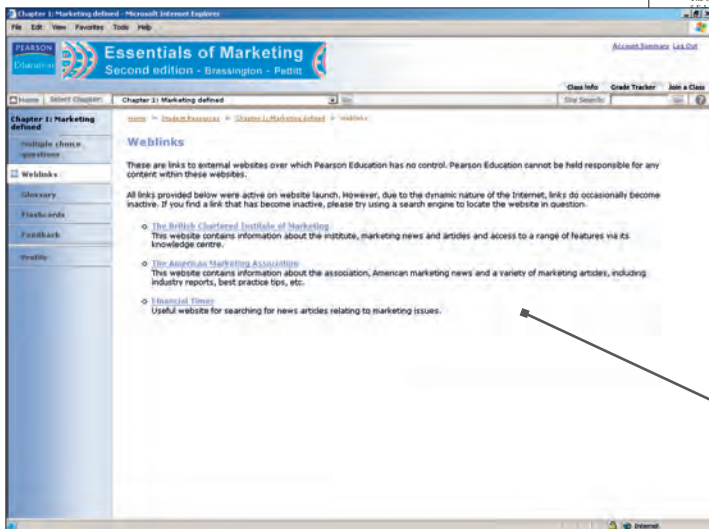 Chapter 1: Marketing defined - Microsoft Internet Explorer
File Edit View Favorites Tools Help
PEARSON
Education
Essentials of Marketing
Second edition - Brassington - Pettitt
Account Summary Log Out
Class Info Grade Tracker Join a Class
Home Select Chapter: Chapter 1: Marketing defined Go Site Search:
Home > Student Resources > Chapter 1: Marketing defined > Weblinks
Chapter 1: Marketing
defined
Multiple choice
questions
Weblinks
Glossary
Flashcards
Feedback
Profile
Weblinks
These are links to external websites over which Pearson Education has no control. Pearson Education cannot be held responsible for any
content within these websites.
All links provided below were active on website launch. However, due to the dynamic nature of the Internet, links do occasionally become
inactive. If you find a link that has become inactive, please try using a search engine to locate the website in question.
The British Chartered Institute of Marketing
This website contains information about the institute, marketing news and articles and access to a range of features via its
knowledge centre.
The American Marketing Association
This website contains information about the association, American marketing news and a variety of marketing articles, including
industry reports, best practice tips, etc.
Financial Times
Useful website for searching for news articles relating to marketing issues.
Internet